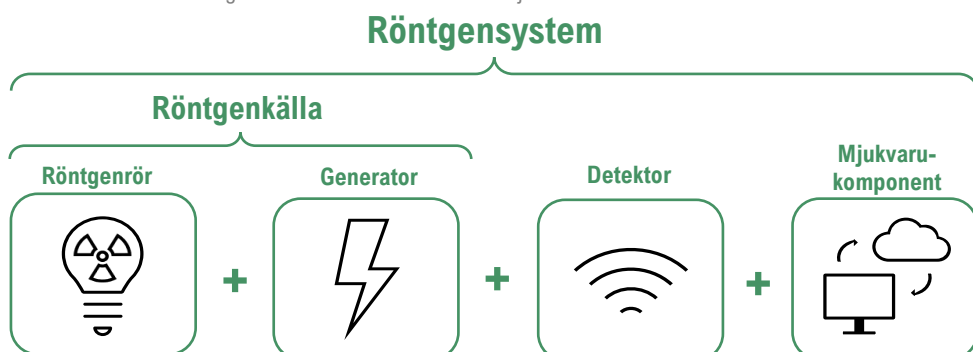 Röntgensystem
Röntgenkälla
Röntgenrör
Generator
Detektor
Mjukvaru-
komponent
+
+
+